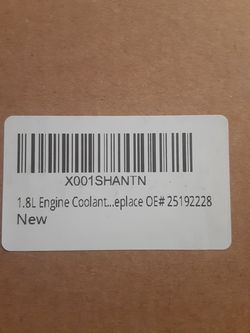 X001SHANTN
1.8L Engine Coolant...eplace OE# 25192228
New